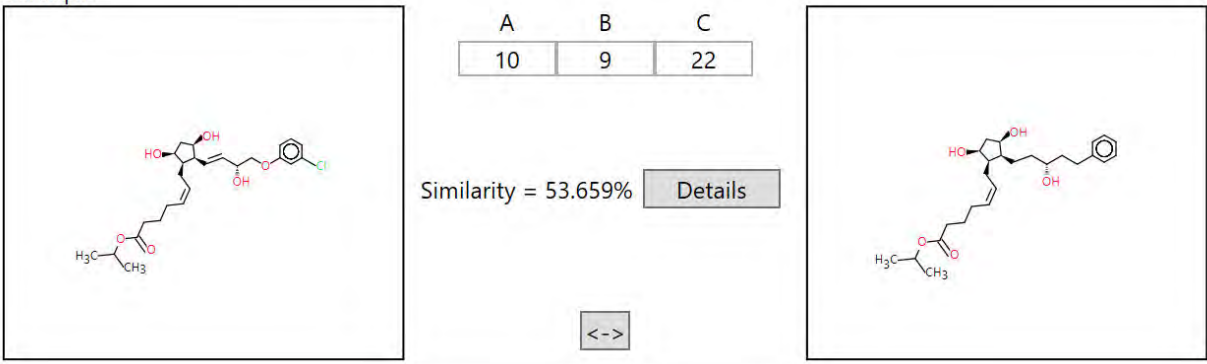 A B C
10 9 22
OH
HO
OH
O
Cl
O
O
H3C
CH3
Similarity = 53.659% Details
OH
HO
OH
O
O
H3C
CH3
<->